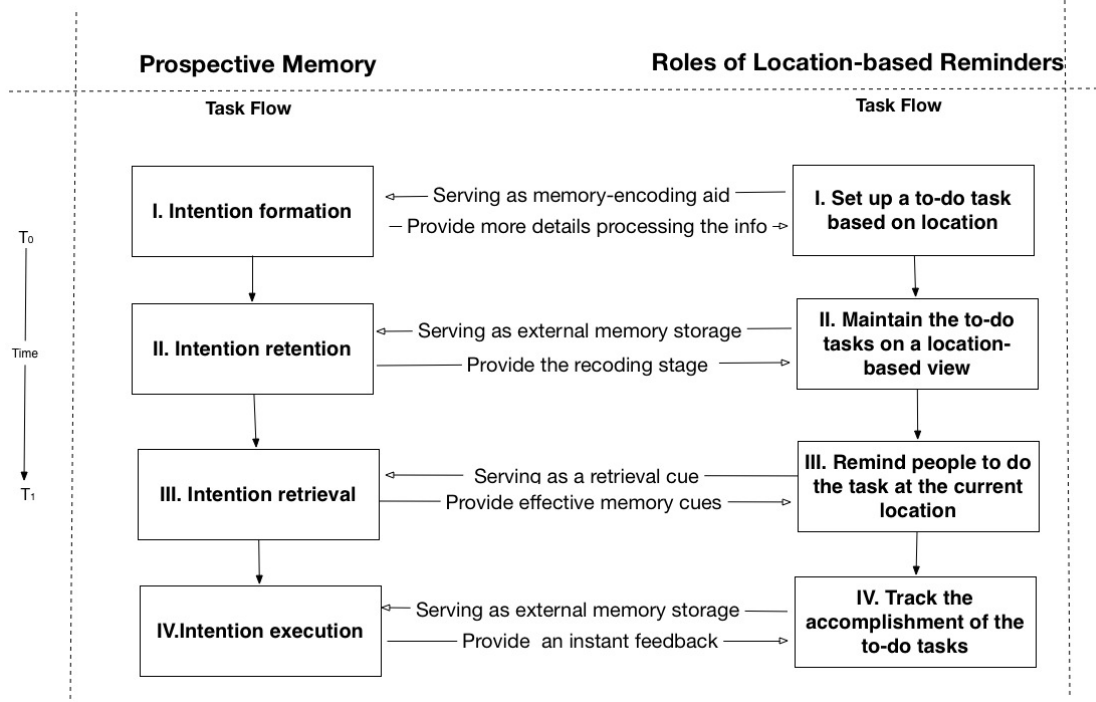 Prospective Memory
Roles of Location-based Reminders
Task Flow
Task Flow
I. Intention formation
Serving as memory-encoding aid
Provide more details processing the info
I. Set up a to-do task
based on location
T₀
Time
T₁
II. Intention retention
Serving as external memory storage
Provide the recoding stage
II. Maintain the to-do
tasks on a location-
based view
III. Intention retrieval
Serving as a retrieval cue
Provide effective memory cues
III. Remind people to do
the task at the current
location
IV.Intention execution
Serving as external memory storage
Provide an instant feedback
IV. Track the
accomplishment of the
to-do tasks